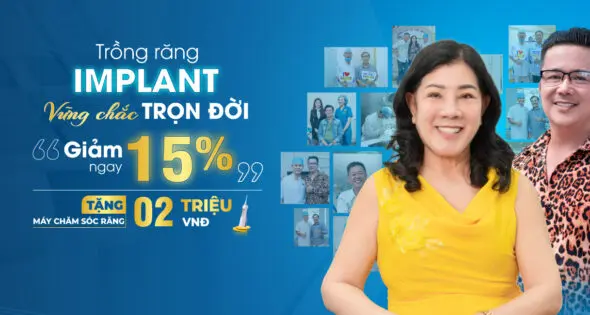 Trồng răng
IMPLANT
Vững chắc TRỌN ĐỜI
“Giảm ngay 15%”
TẶNG
MÁY CHĂM SÓC RĂNG
02 TRIỆU
VNĐ